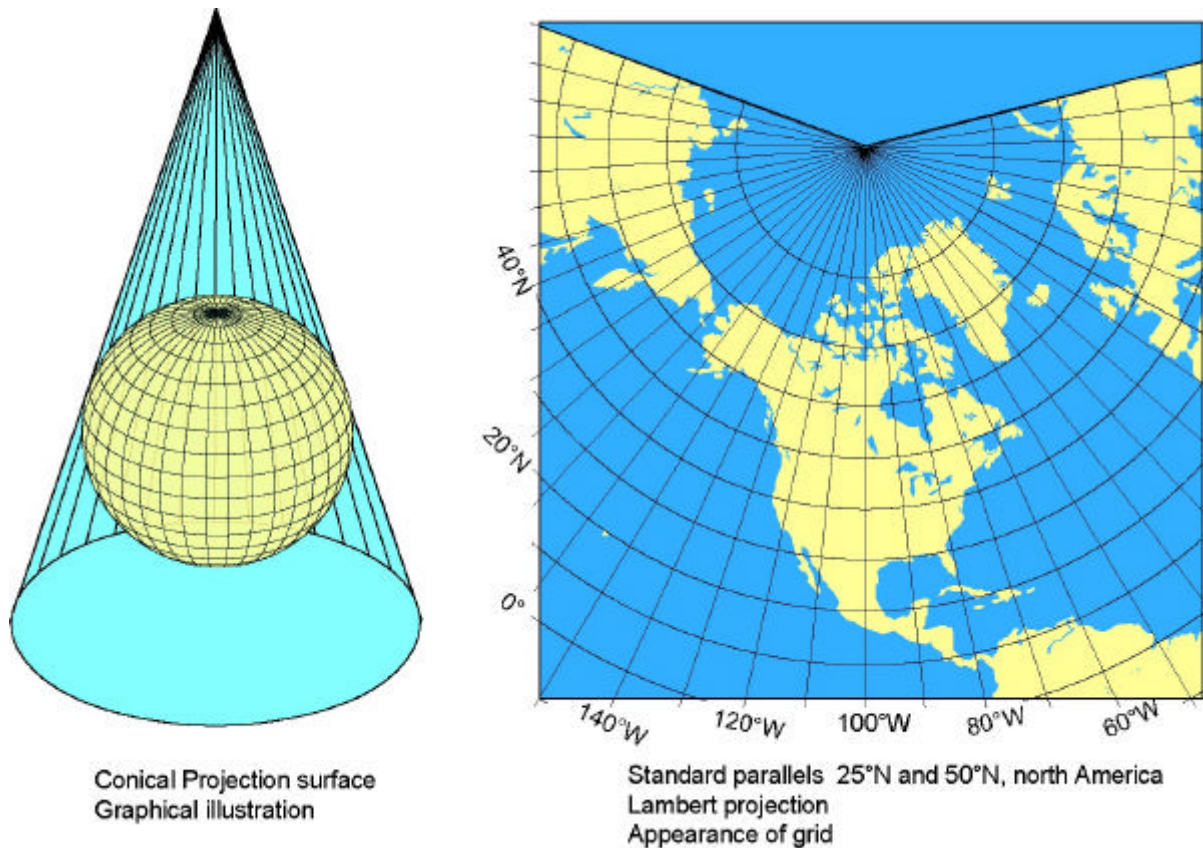 40°N
20°N
0°
140°W
120°W
100°W
80°W
60°W
Conical Projection surface
Graphical illustration
Standard parallels 25°N and 50°N, north America
Lambert projection
Appearance of grid